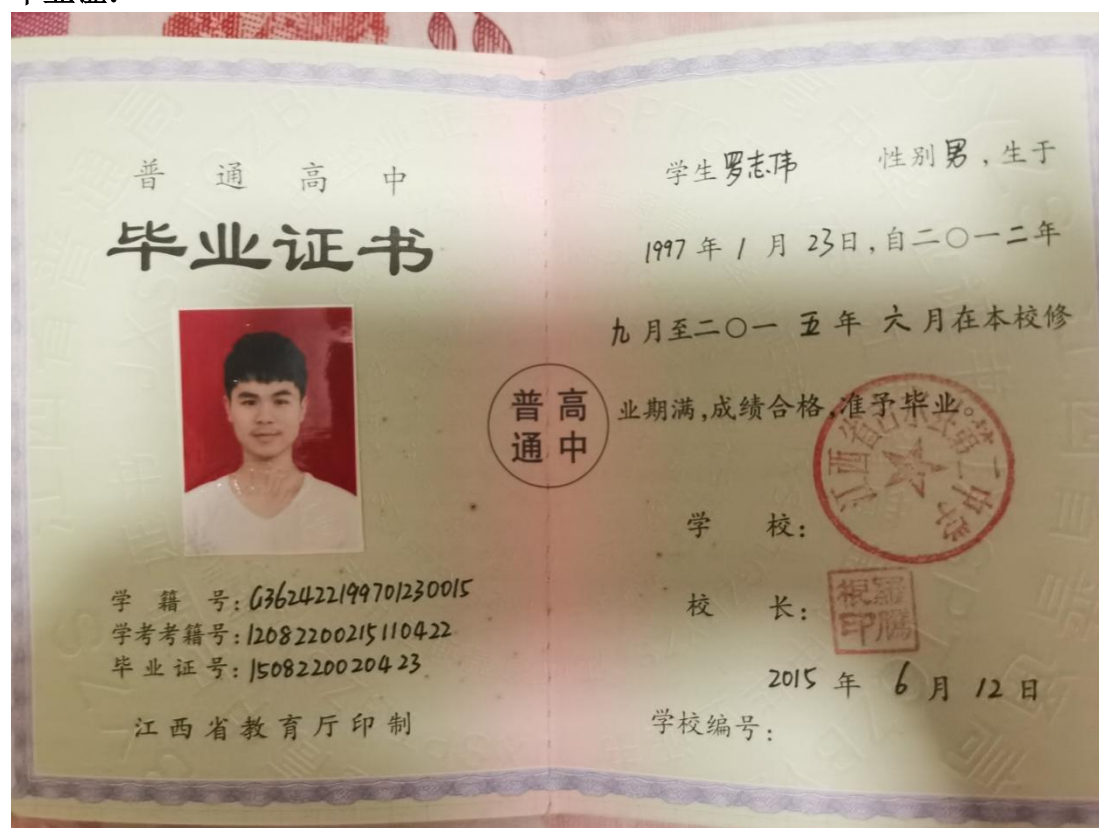 普通高中
毕业证书
学籍号：G362422199701230015
学考考籍号：12082200215110422
毕业证号：1508220020423
江西省教育厅印制
普高
通中
学生罗志伟 性别男，生于
1997年1月23日，自二〇一二年
九月至二〇一五年六月在本校修
业期满，成绩合格，准予毕业。
学校：
校长：
2015年6月12日
学校编号：